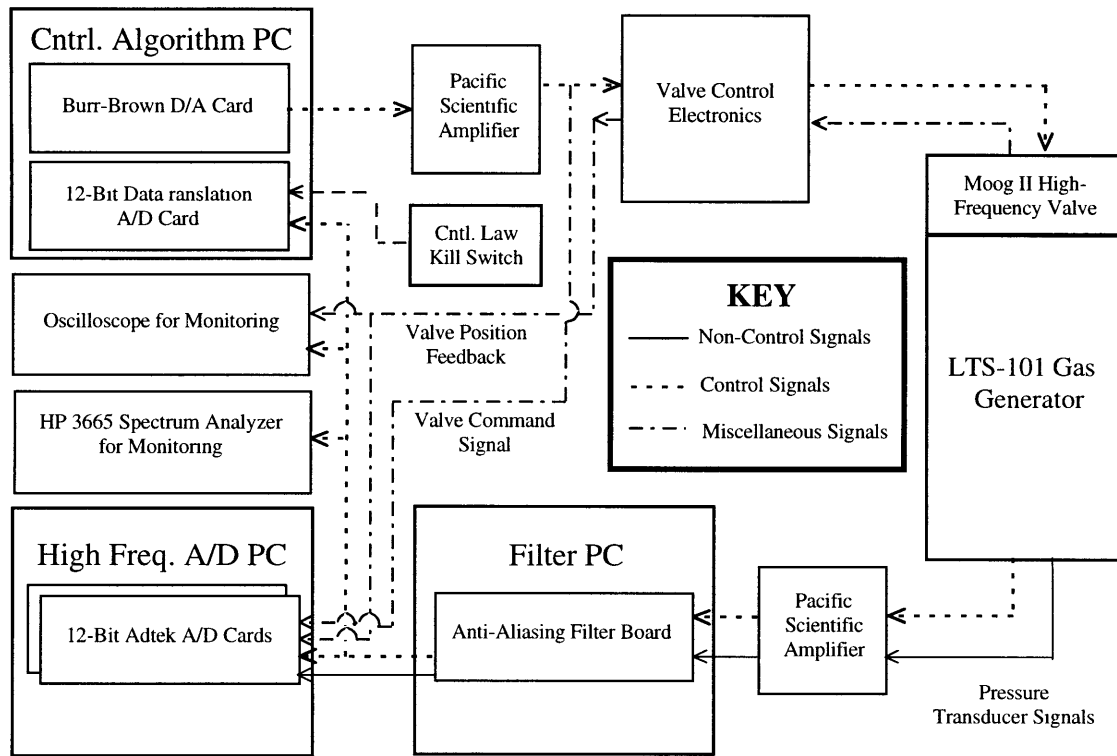 Cntrl. Algorithm PC
Burr-Brown D/A Card
12-Bit Data ranslation
A/D Card
Pacific
Scientific
Amplifier
Cntl. Law
Kill Switch
Valve Control
Electronics
Moog II High-
Frequency Valve
LTS-101 Gas
Generator
Oscilloscope for Monitoring
HP 3665 Spectrum Analyzer
for Monitoring
Valve Position
Feedback
Valve Command
Signal
KEY
Non-Control Signals
Control Signals
Miscellaneous Signals
High Freq. A/D PC
12-Bit Adtek A/D Cards
Filter PC
Anti-Aliasing Filter Board
Pacific
Scientific
Amplifier
Pressure
Transducer Signals